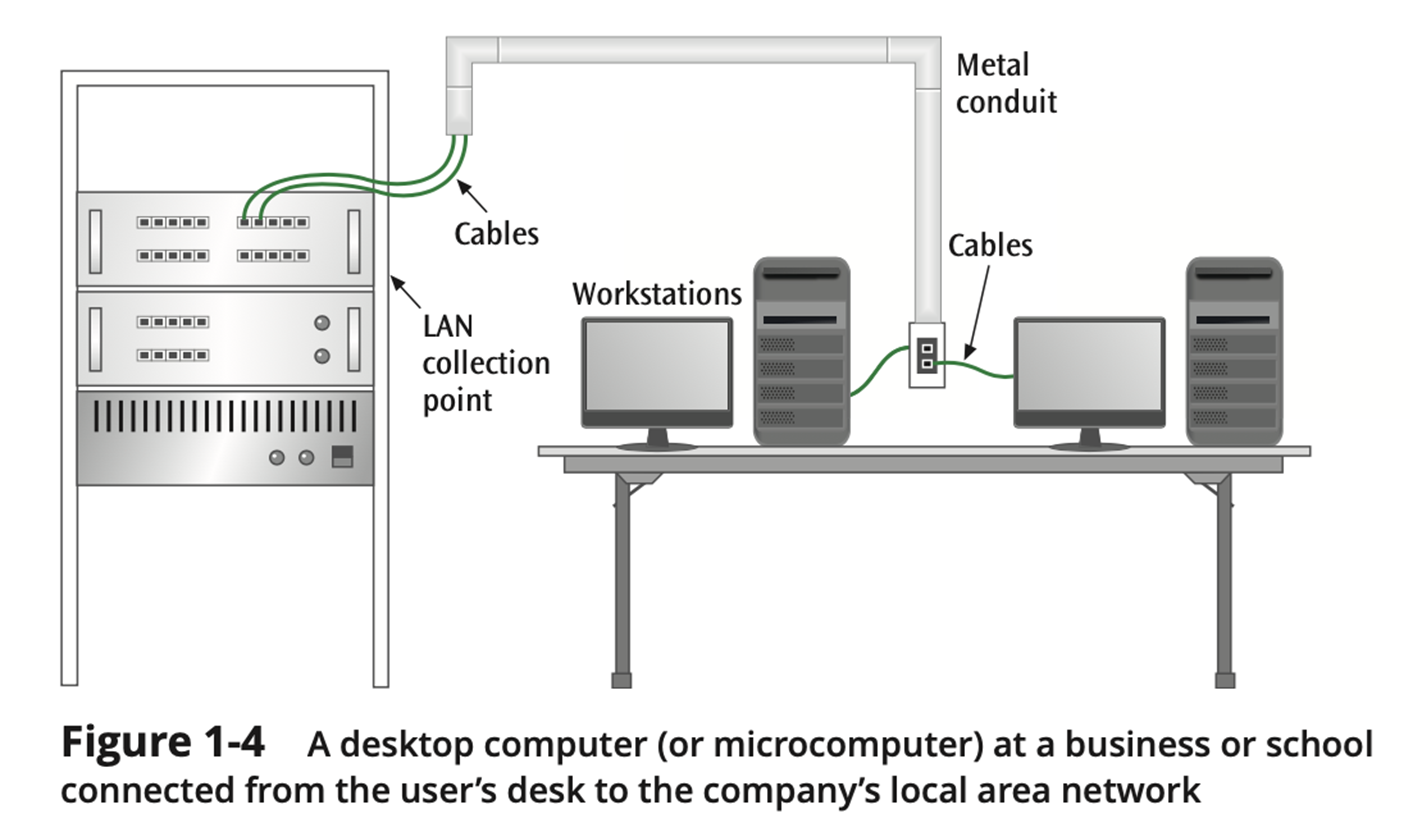 Metal
conduit
Cables
Cables
Workstations
LAN
collection
point
Figure 1-4 A desktop computer (or microcomputer) at a business or school
connected from the user’s desk to the company’s local area network